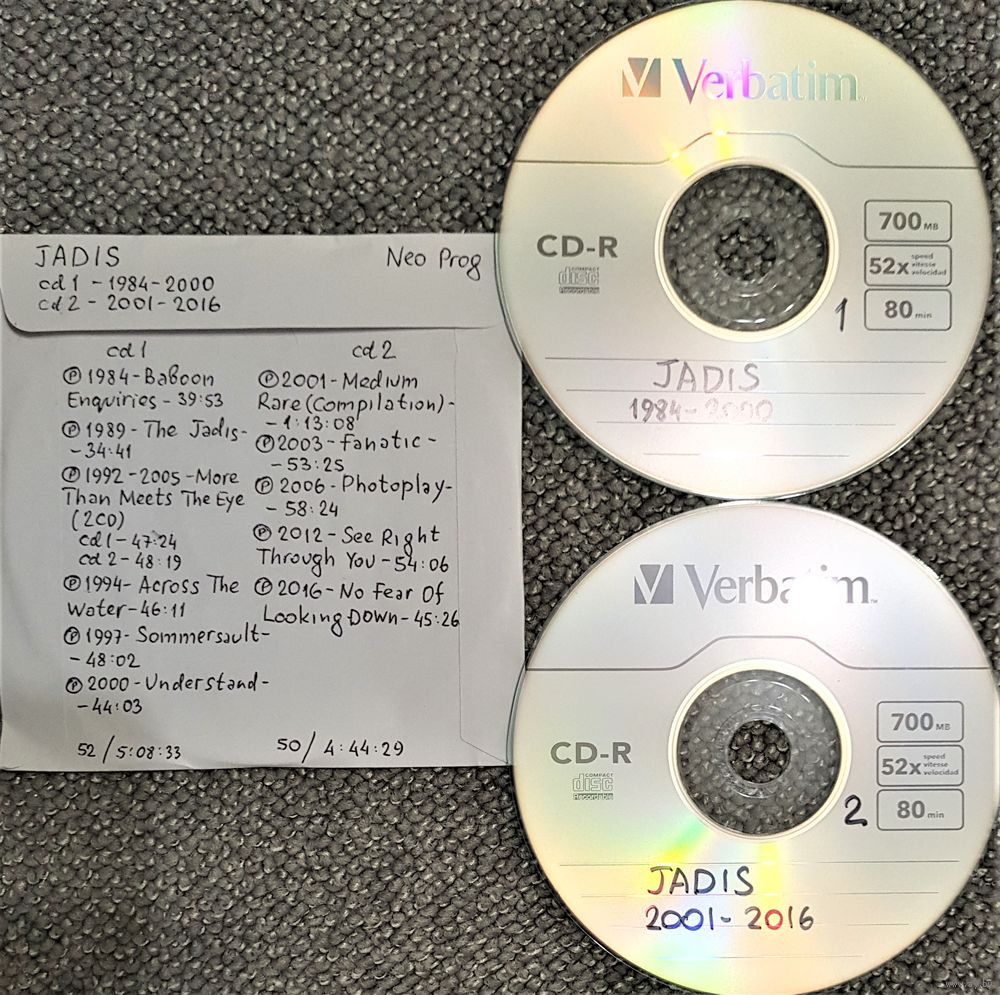 JADIS
Neo Prog
cd 1 - 1984-2000
cd 2 - 2001-2016
cd 1
Ⓟ 1984-Baboon
Enquiries - 39:53
Ⓟ 1989-The Jadis-
-34:41
Ⓟ 1992-2005-More
Than Meets The Eye
(2CD)
cd 1-47:24
cd 2-48:19
Ⓟ 1994-Across The
Water-46:11
Ⓟ 1997-Sommersault-
-48:02
Ⓟ 2000-Understand-
-44:03
52/5:08:33
cd 2
Ⓟ 2001-Medium
Rare (Compilation)-
-1:13:08
Ⓟ 2003-Fanatic-
-53:25
Ⓟ 2006-Photoplay-
-58:24
Ⓟ 2012-See Right
Through You-54:06
Ⓟ 2016-No Fear Of
Looking Down-45:26
50/4:44:29
Verbatim
CD-R
COMPACT
disc
Recordable
700 MB
52x speed vitesse velocidad
80 min
1
JADIS
1984-2000
Verbatim
CD-R
COMPACT
disc
Recordable
700 MB
52x speed vitesse velocidad
80 min
2
JADIS
2001-2016